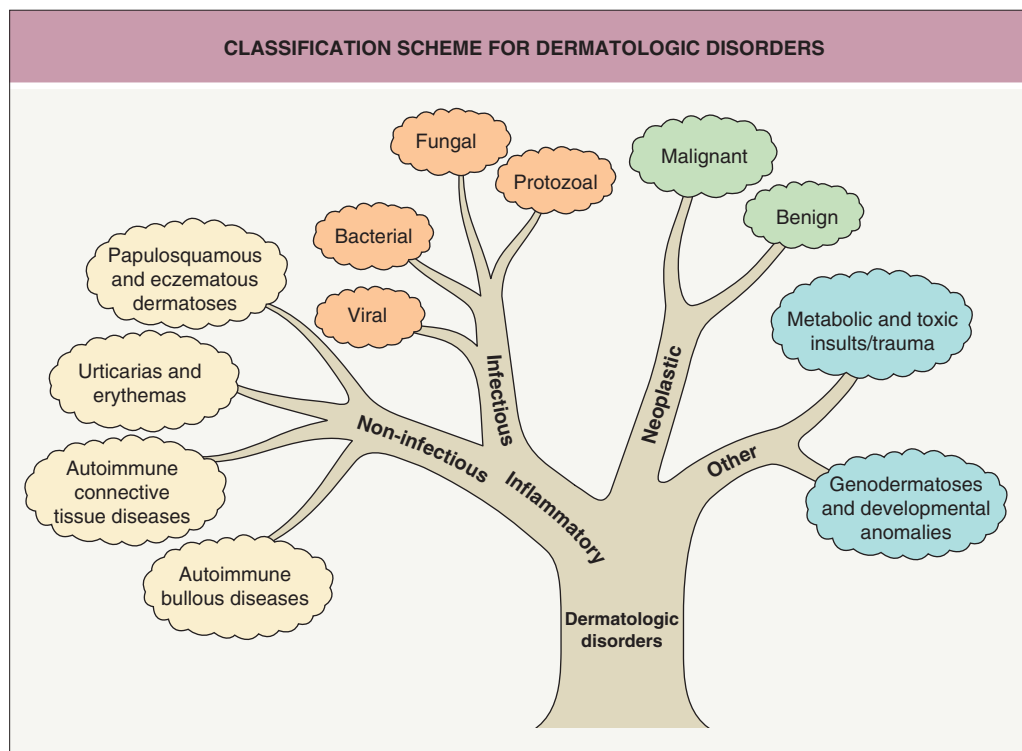 CLASSIFICATION SCHEME FOR DERMATOLOGIC DISORDERS
Fungal
Protozoal
Bacterial
Viral
Malignant
Benign
Papulosquamous
and eczematous
dermatoses
Urticarias and
erythemas
Autoimmune
connective
tissue diseases
Autoimmune
bullous diseases
Metabolic and toxic
insults/trauma
Genodermatoses
and developmental
anomalies
Infectious
Non-infectious
Inflammatory
Neoplastic
Other
Dermatologic
disorders